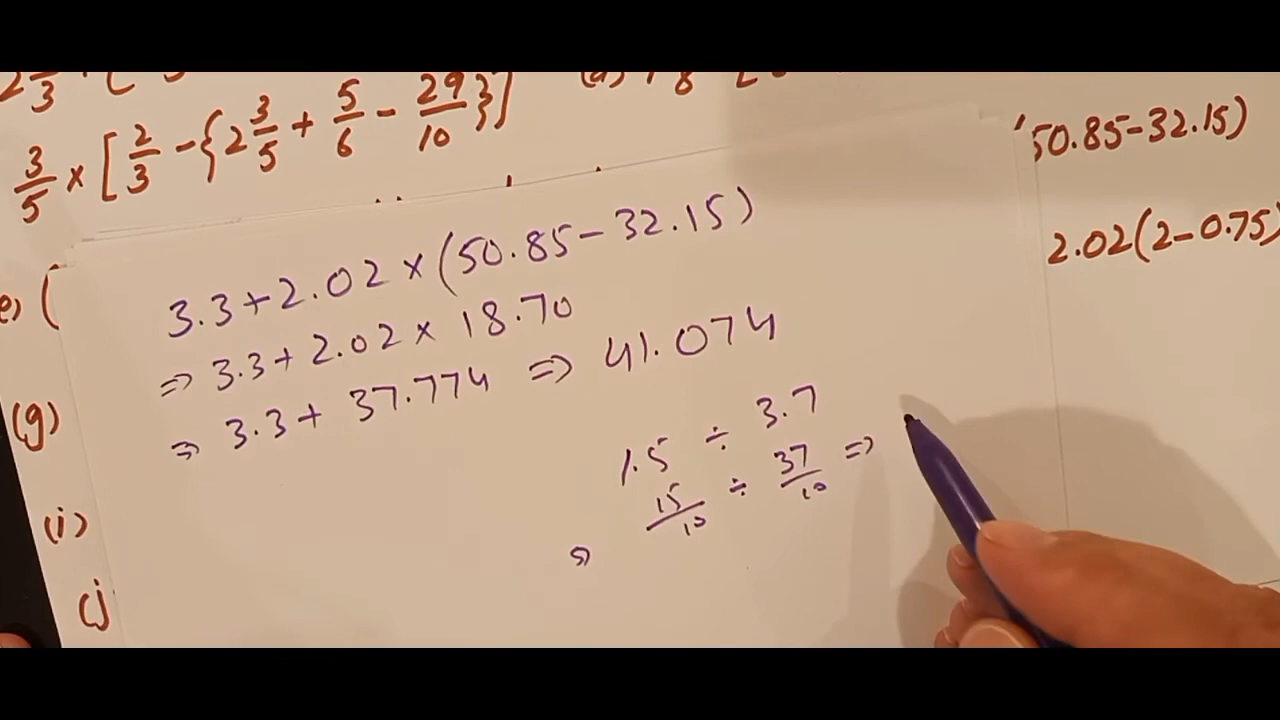 3/5 × [2/3 − {2 3/5 + 5/6 − 29/10}]
(50.85−32.15)
2.02(2−0.75)
3.3+2.02×(50.85−32.15)
⇒ 3.3+2.02× 18.70
⇒ 3.3+ 37.774 ⇒ 41.074
1.5 ÷ 3.7
⇒ 15/10 ÷ 37/10 ⇒
e) (
(g)
(i)
(j